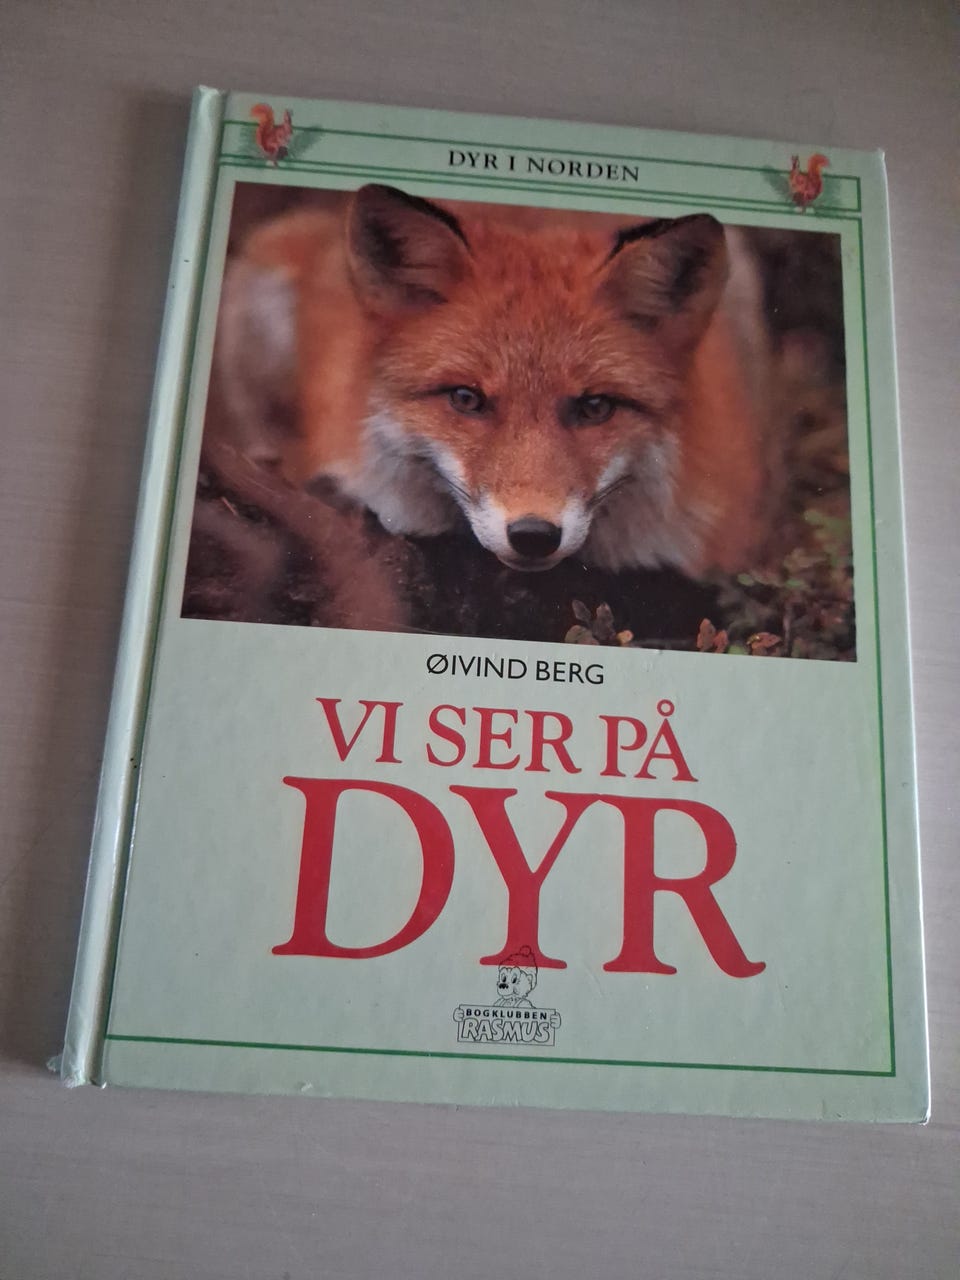 DYR I NORDEN
ØIVIND BERG
VI SER PÅ
DYR
BOGKLUBBEN
RASMUS